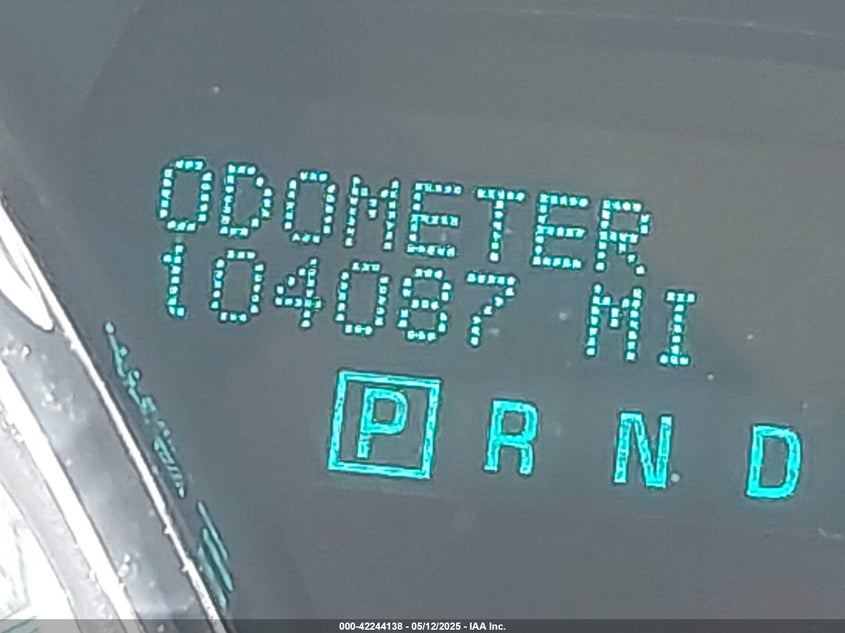 ODOMETER
104087 MI
P R N D
000-42244138 - 05/12/2025 - IAA Inc.